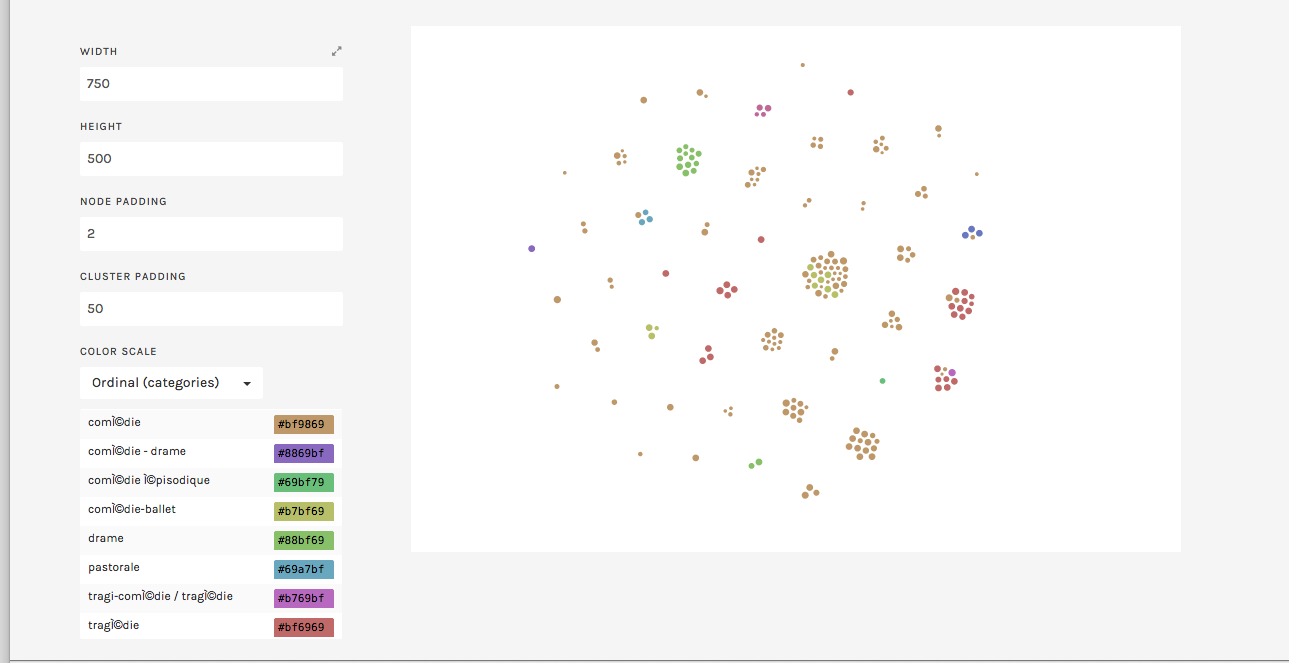 WIDTH
750
HEIGHT
500
NODE PADDING
2
CLUSTER PADDING
50
COLOR SCALE
Ordinal (categories)
comÌ©die #bf9869
comÌ©die - drame #8869bf
comÌ©die Ì©pisodique #69bf79
comÌ©die-ballet #b7bf69
drame #88bf69
pastorale #69a7bf
tragi-comÌ©die / tragÌ©die #b769bf
tragÌ©die #bf6969